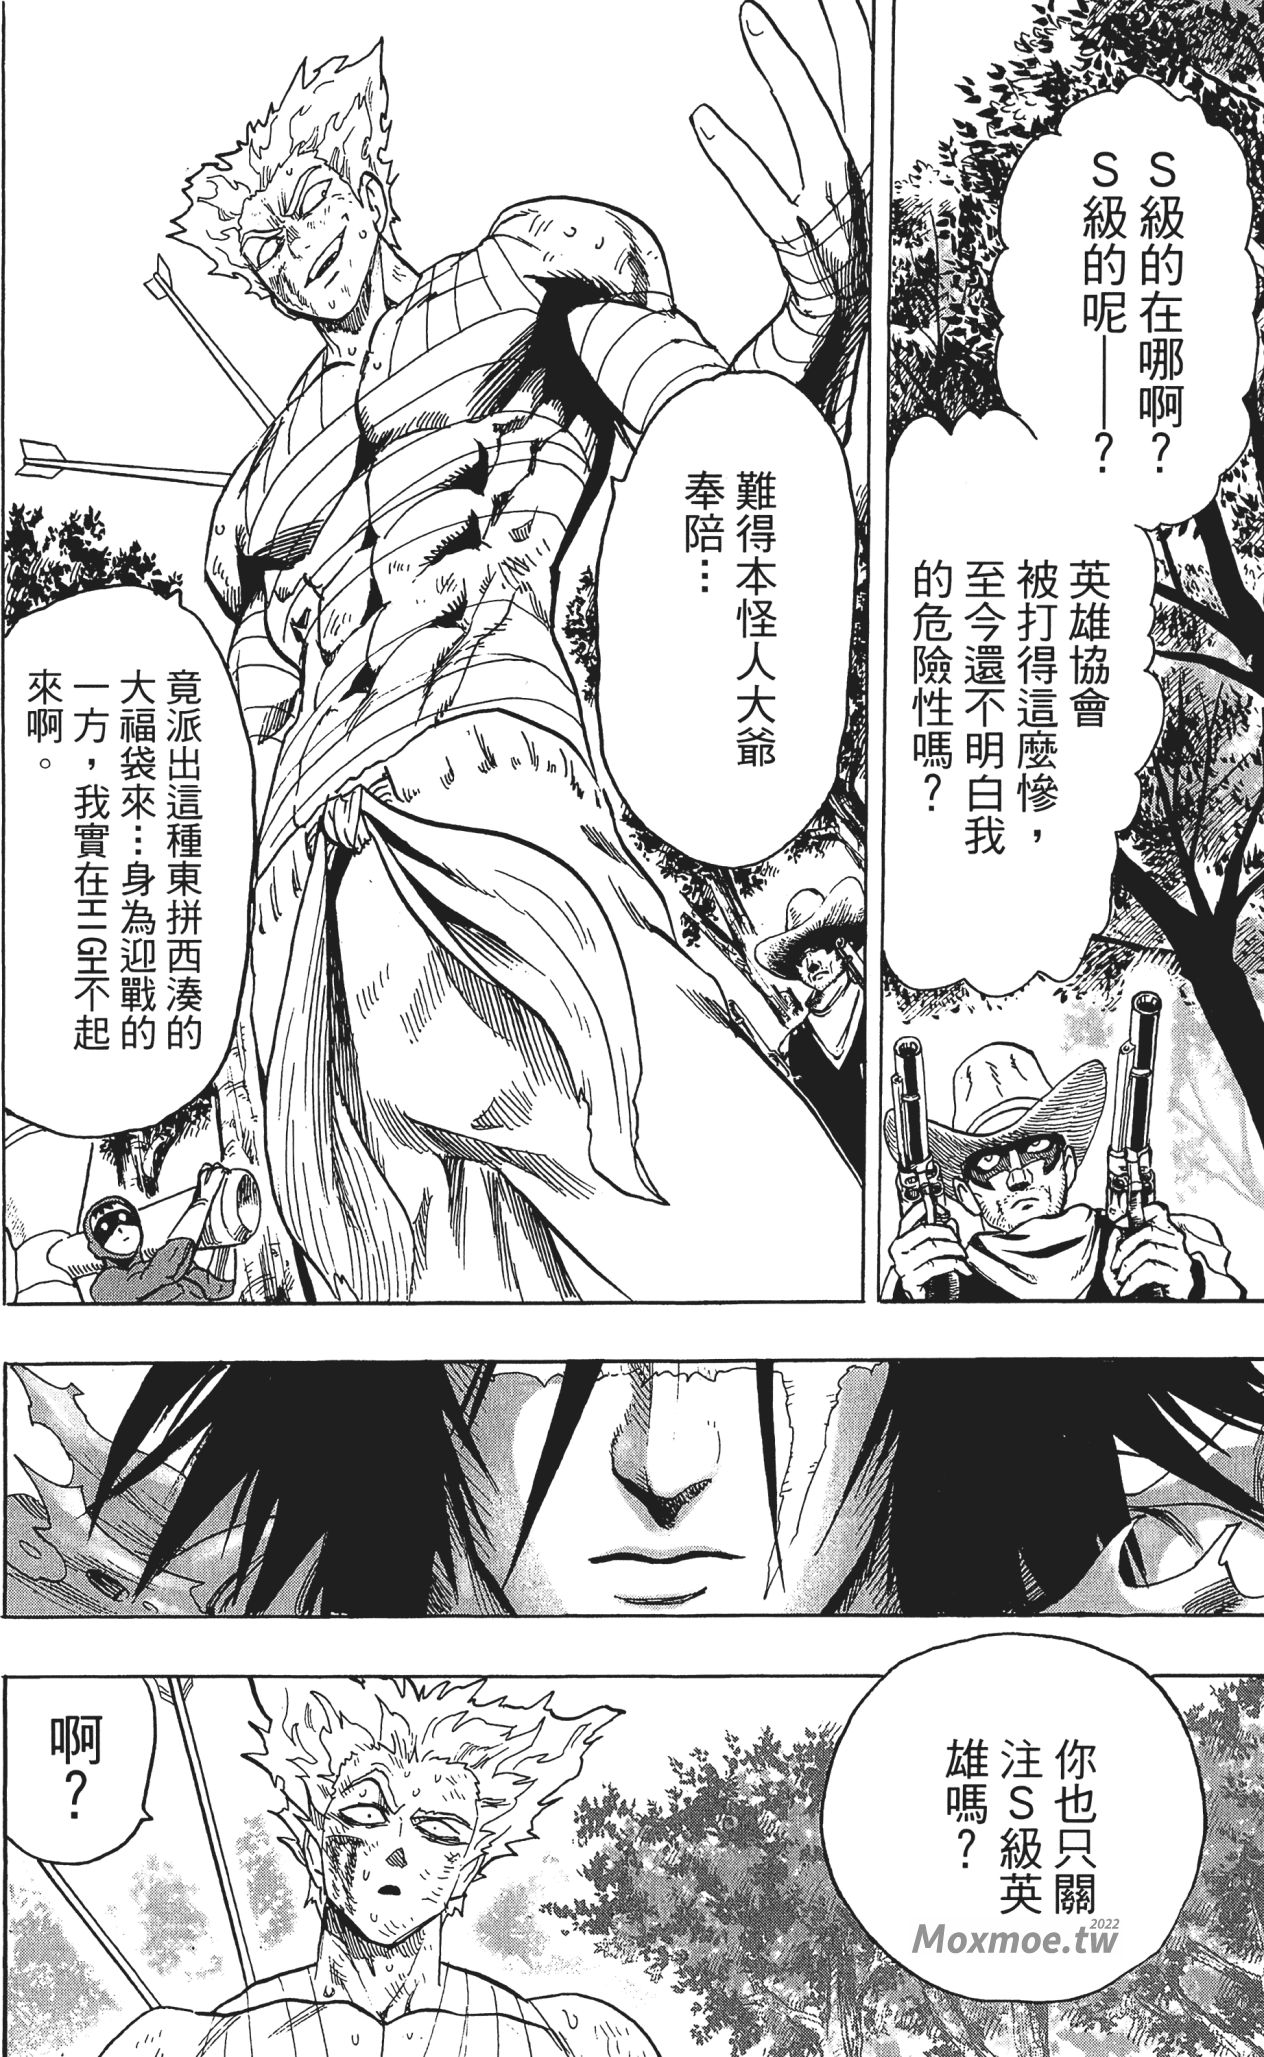 S級的在哪啊？
S級的呢——？
英雄協會
被打得這麼慘，
至今還不明白我
的危險性嗎？
難得本怪人大爺
奉陪…
竟派出這種東拼西湊的
大福袋來…身為迎戰的
一方，我實在HIGH不起
來啊。
你也只關
注S級英
雄嗎？
啊？
2022
Moxmoe.tw